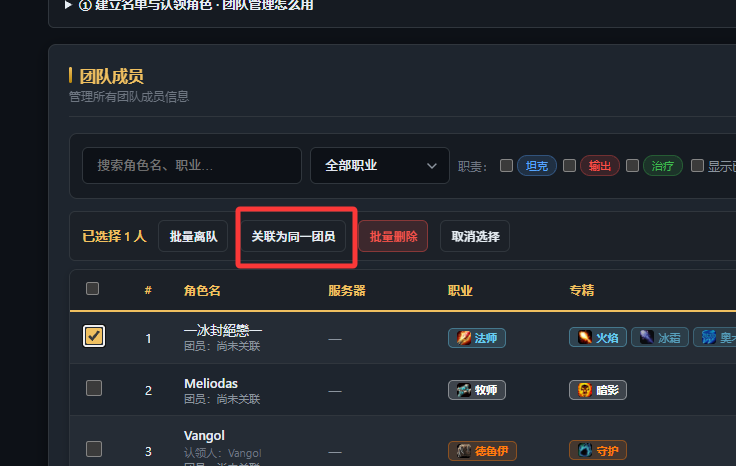 ▶ ① 建立名单与认领角色 · 团队管理怎么用
团队成员
管理所有团队成员信息
搜索角色名、职业… 全部职业 职责： 坦克 输出 治疗 显示
已选择 1 人 批量离队 关联为同一团员 批量删除 取消选择
# 角色名 服务器 职业 专精
1 —冰封絕戀— — 法师 火焰 冰霜
团员：尚未关联
2 Meliodas — 牧师 暗影
团员：尚未关联
3 Vangol — 德鲁伊 守护
认领人：Vangol